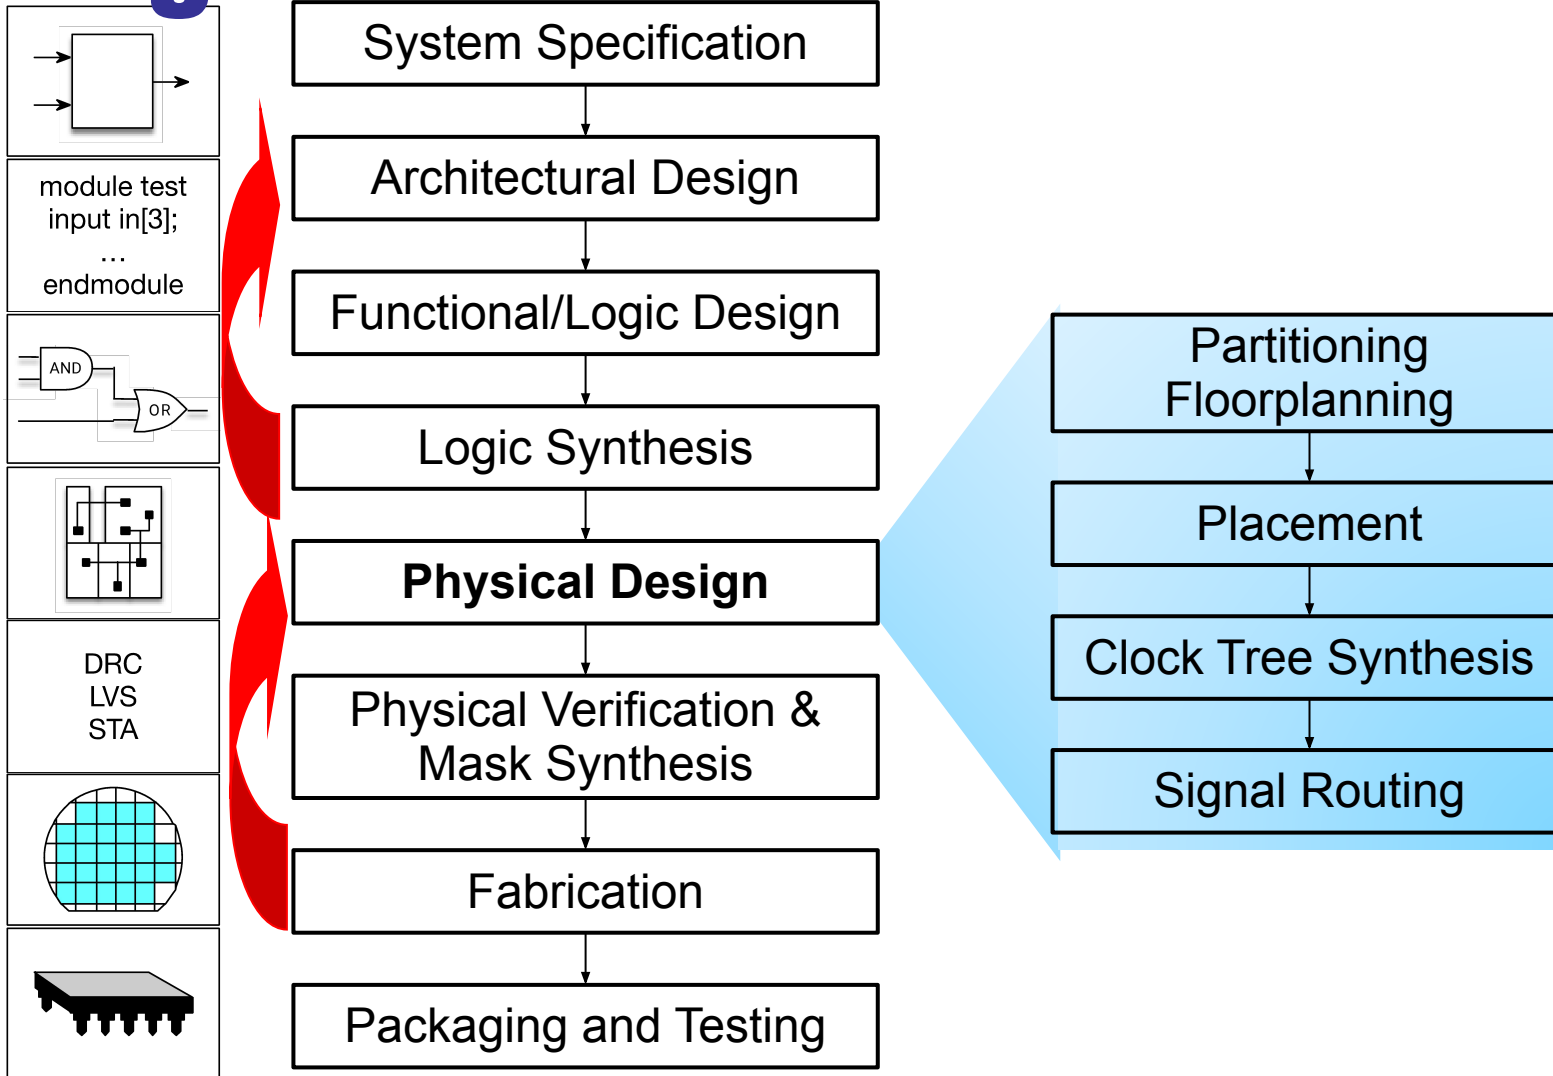 System Specification
Architectural Design
module test
input in[3];
...
endmodule
Functional/Logic Design
AND
OR
Logic Synthesis
Physical Design
DRC
LVS
STA
Physical Verification &
Mask Synthesis
Fabrication
Packaging and Testing
Partitioning
Floorplanning
Placement
Clock Tree Synthesis
Signal Routing